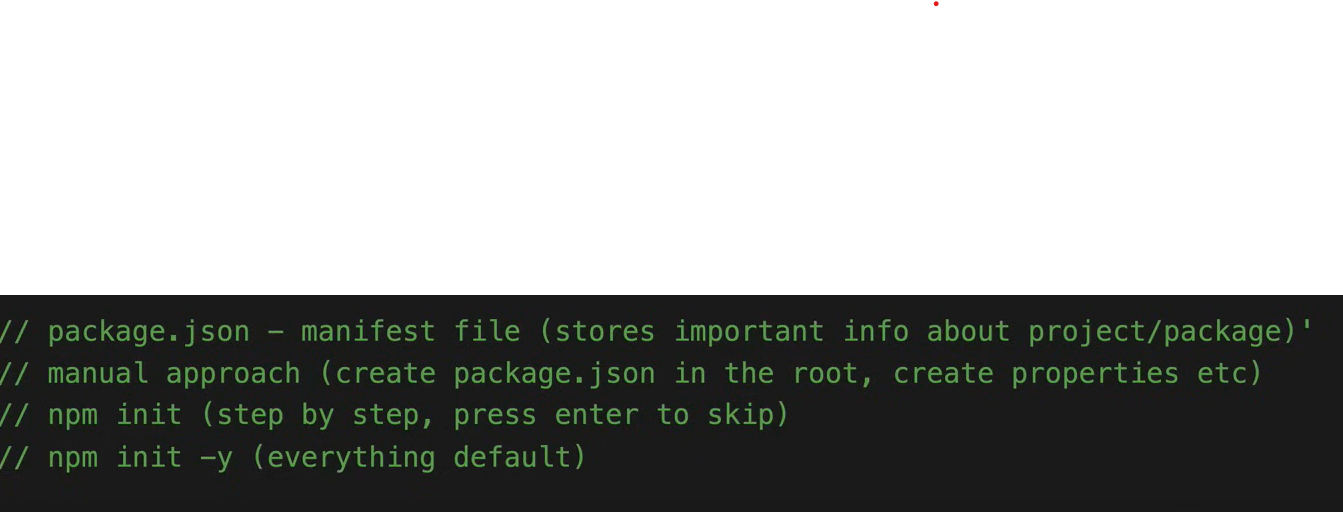 // package.json - manifest file (stores important info about project/package)'
// manual approach (create package.json in the root, create properties etc)
// npm init (step by step, press enter to skip)
// npm init -y (everything default)